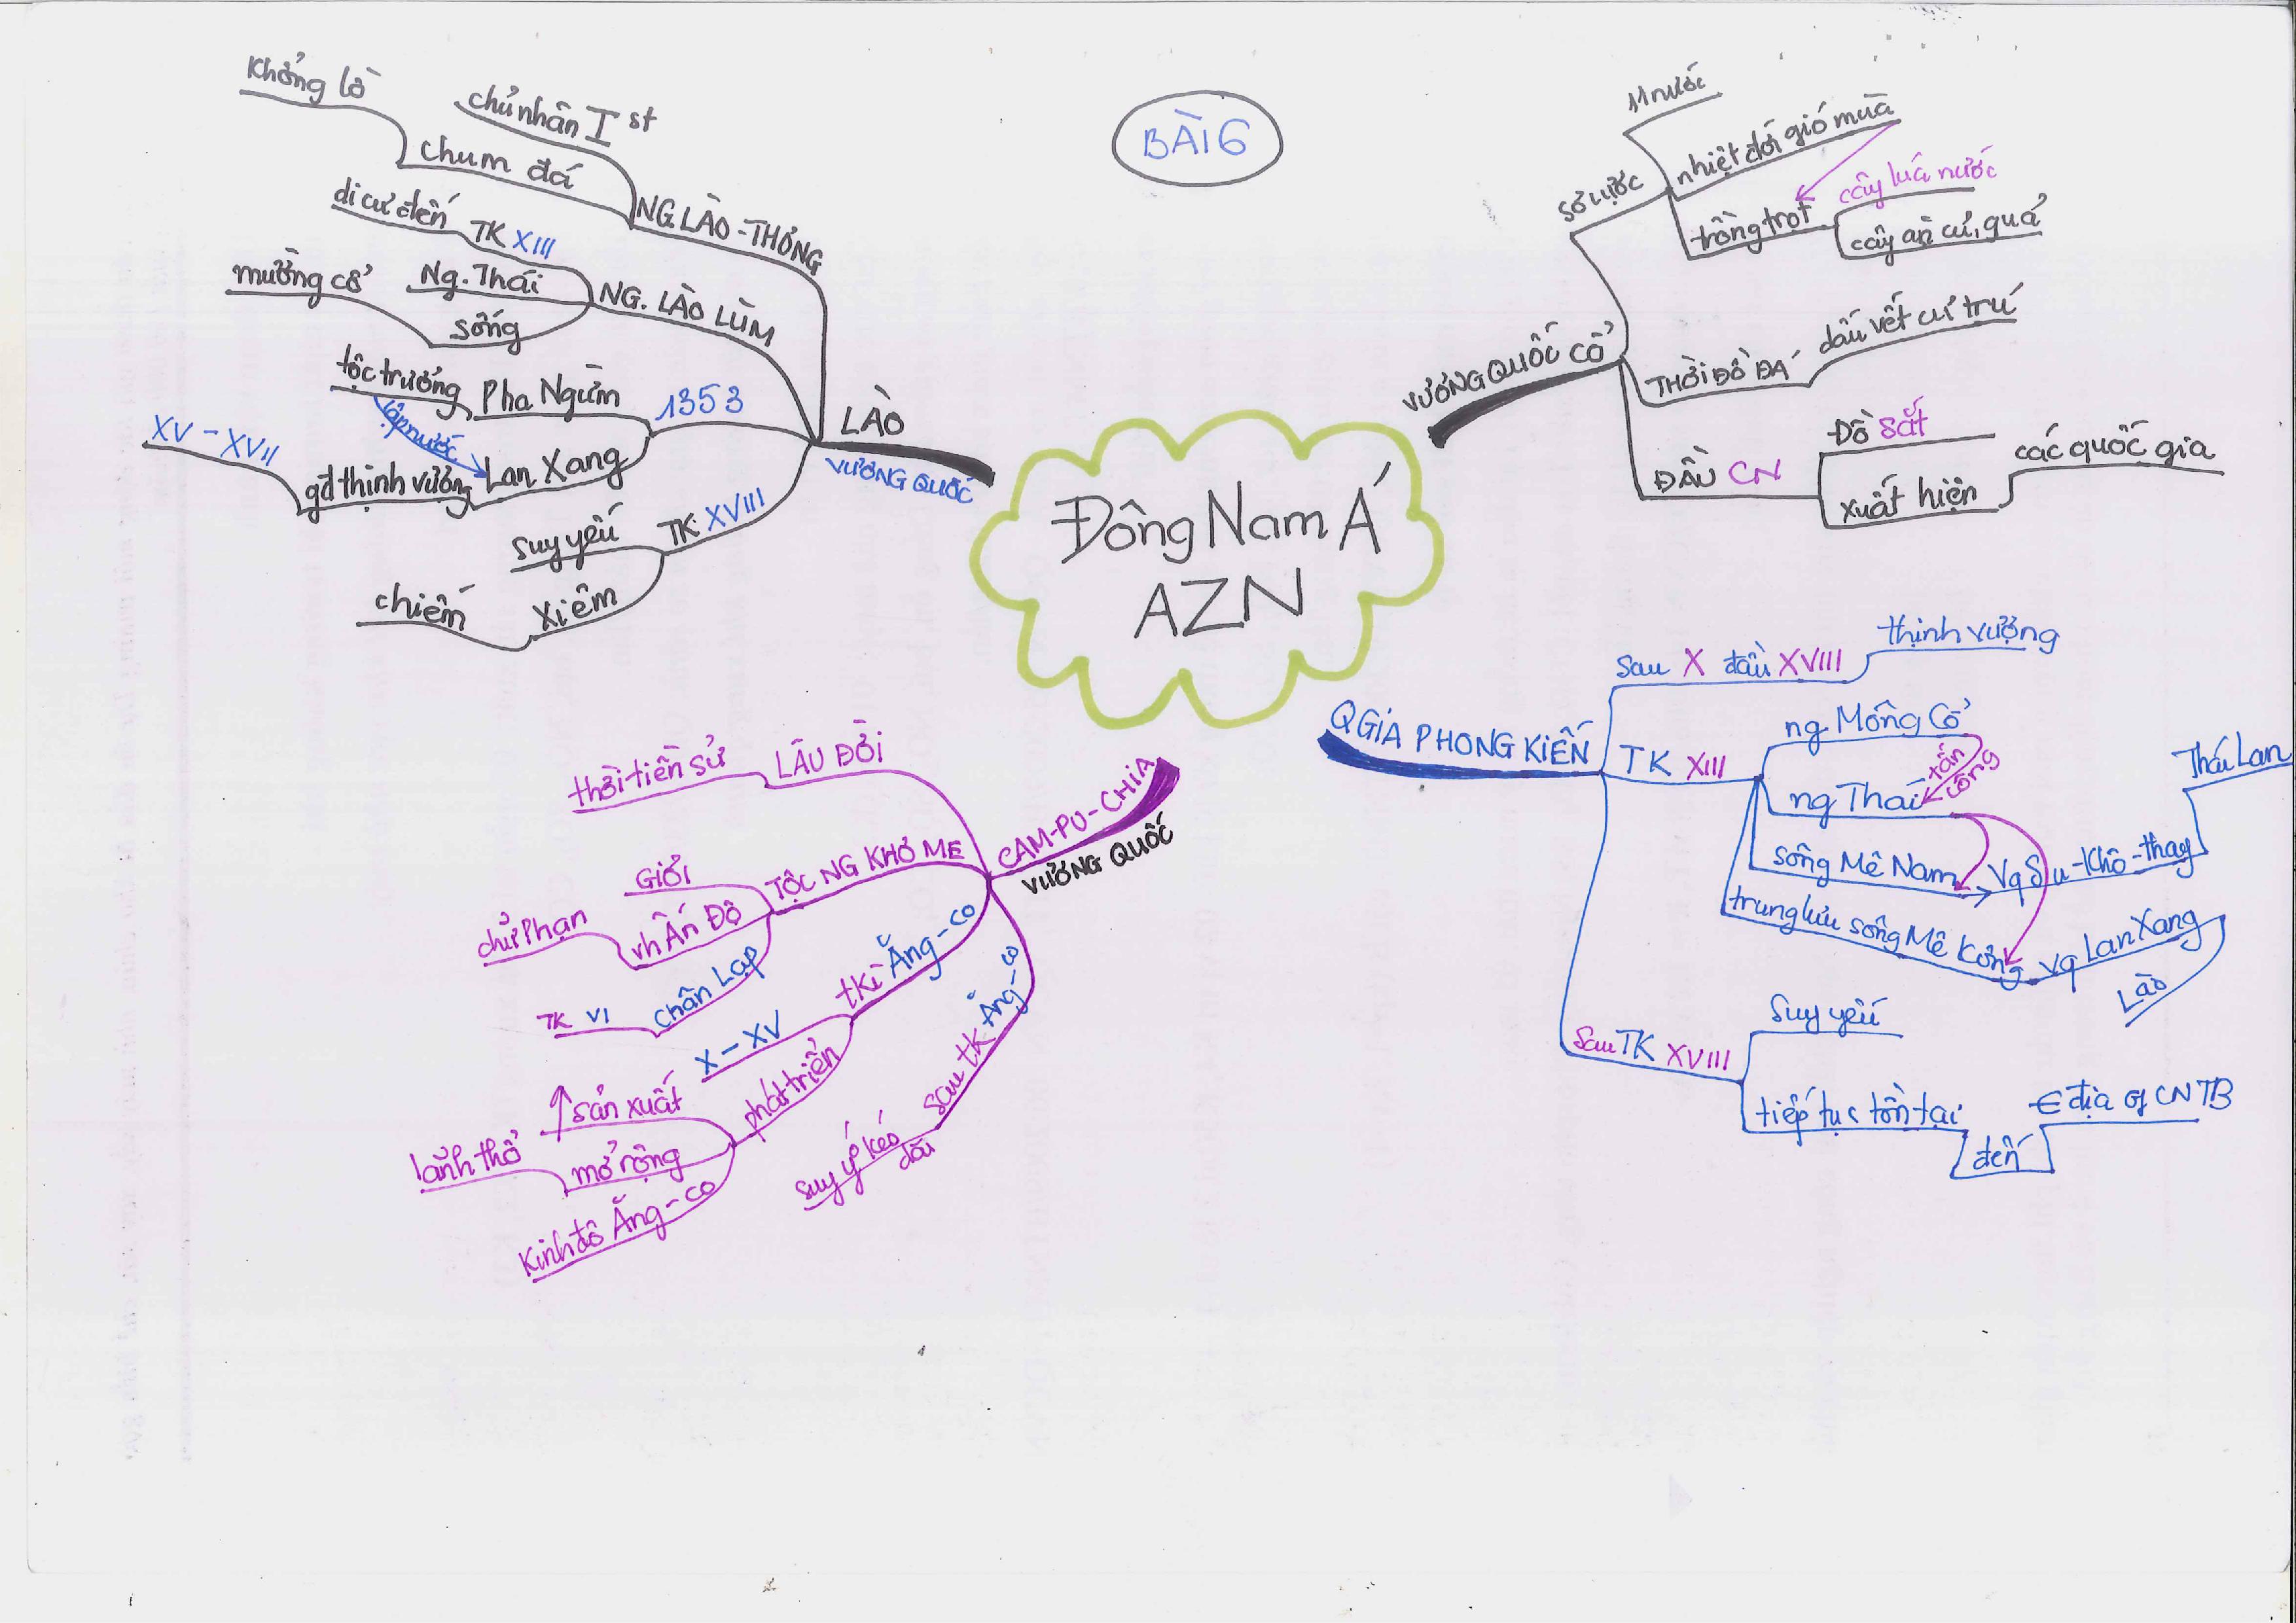 BÀI 6
Đông Nam Á
AZN
VƯƠNG QUỐC CỔ
sơ lược
11 nước
nhiệt đới gió mùa
trồng trọt
cây lúa nước
cây ăn củ, quả
THỜI ĐỒ ĐÁ
dấu vết cư trú
ĐẦU CN
Đồ sắt
xuất hiện
các quốc gia
QGIA PHONG KIẾN
Sau X đầu XVIII
thịnh vượng
TK XIII
ng Mông Cổ
tấn công
ng Thái
sông Mê Nam
Vq Su-Khô-thay
Thái Lan
trung lưu sông Mê Kông
vq Lan Xang
Lào
Sau TK XVIII
Suy yếu
tiếp tục tồn tại
đến
€ địa of CNTB
CAM-PU-CHIA
VƯƠNG QUỐC
LÂU ĐỜI
thời tiền sử
TỘC NG KHƠ ME
Giỏi
vh Ấn Độ
chữ Phạn
Chân Lạp
TK VI
tkì Ăng-co
X - XV
phát triển
↑ sản xuất
mở rộng
lãnh thổ
Kinh đô Ăng-co
sau tk Ăng-co
suy ý kéo
dài
LÀO
VƯƠNG QUỐC
NG. LÀO-THƠNG
chủ nhân I st
chum đá
Khổng lồ
NG. LÀO LÙM
di cư đến TK XIII
Ng. Thái
sống
mường cổ
1353
Pha Ngừm
tộc trưởng
lập nước
Lan Xang
gđ thịnh vượng
XV - XVII
TK XVIII
suy yếu
Xiêm
chiếm